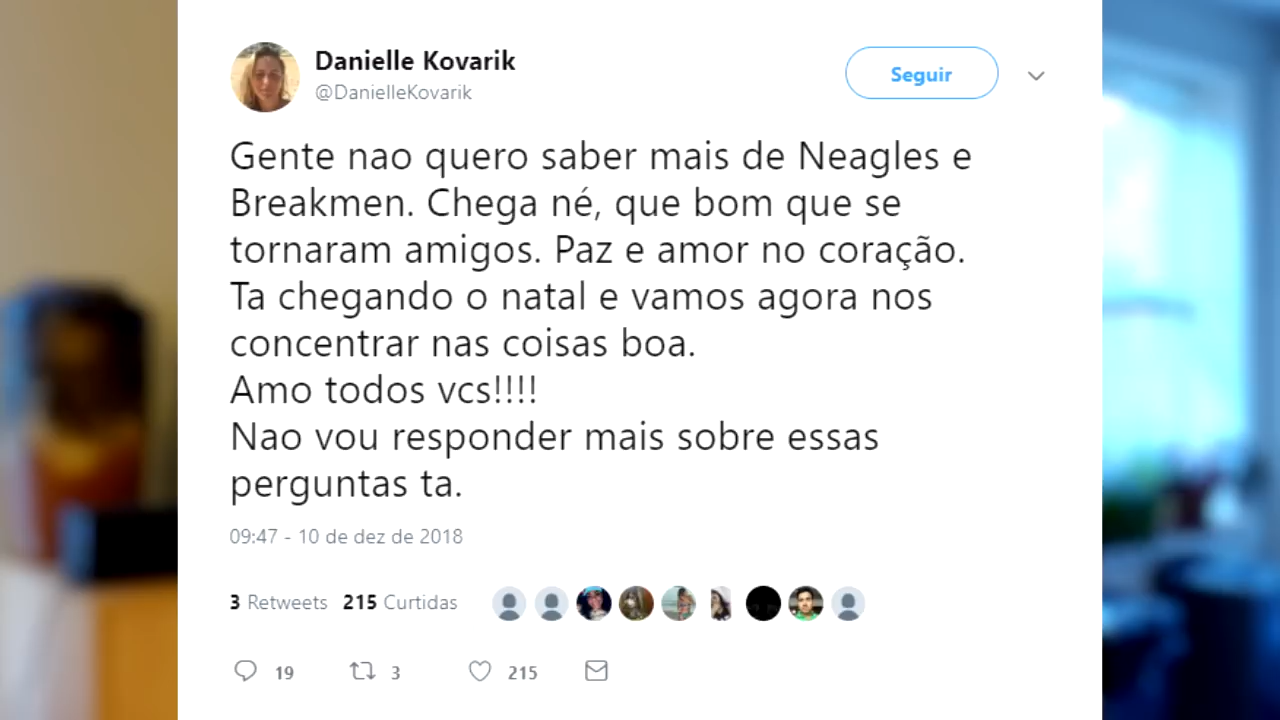 Danielle Kovarik
@DanielleKovarik
Seguir
Gente nao quero saber mais de Neagles e
Breakmen. Chega né, que bom que se
tornaram amigos. Paz e amor no coração.
Ta chegando o natal e vamos agora nos
concentrar nas coisas boa.
Amo todos vcs!!!!
Nao vou responder mais sobre essas
perguntas ta.
09:47 - 10 de dez de 2018
3 Retweets 215 Curtidas
19 3 215